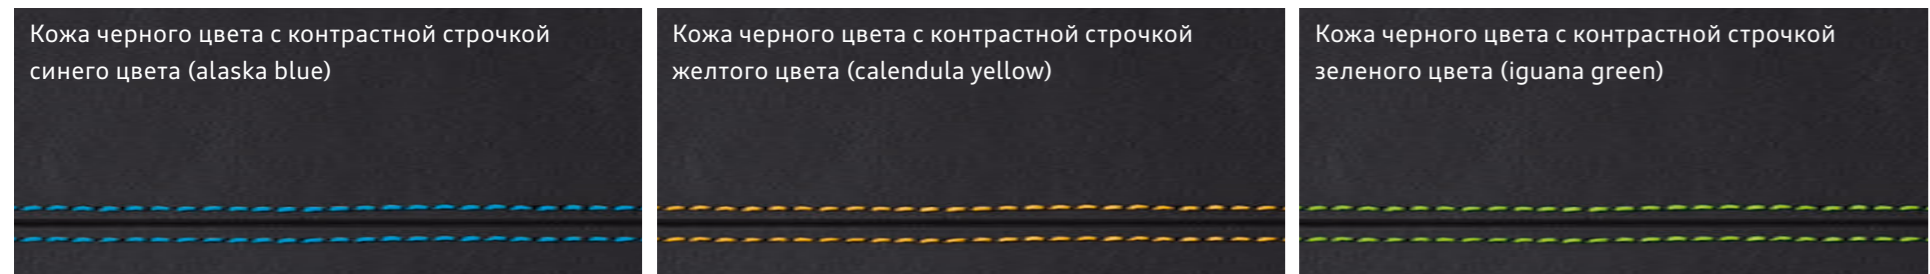 Кожа черного цвета с контрастной строчкой
синего цвета (alaska blue)
Кожа черного цвета с контрастной строчкой
желтого цвета (calendula yellow)
Кожа черного цвета с контрастной строчкой
зеленого цвета (iguana green)